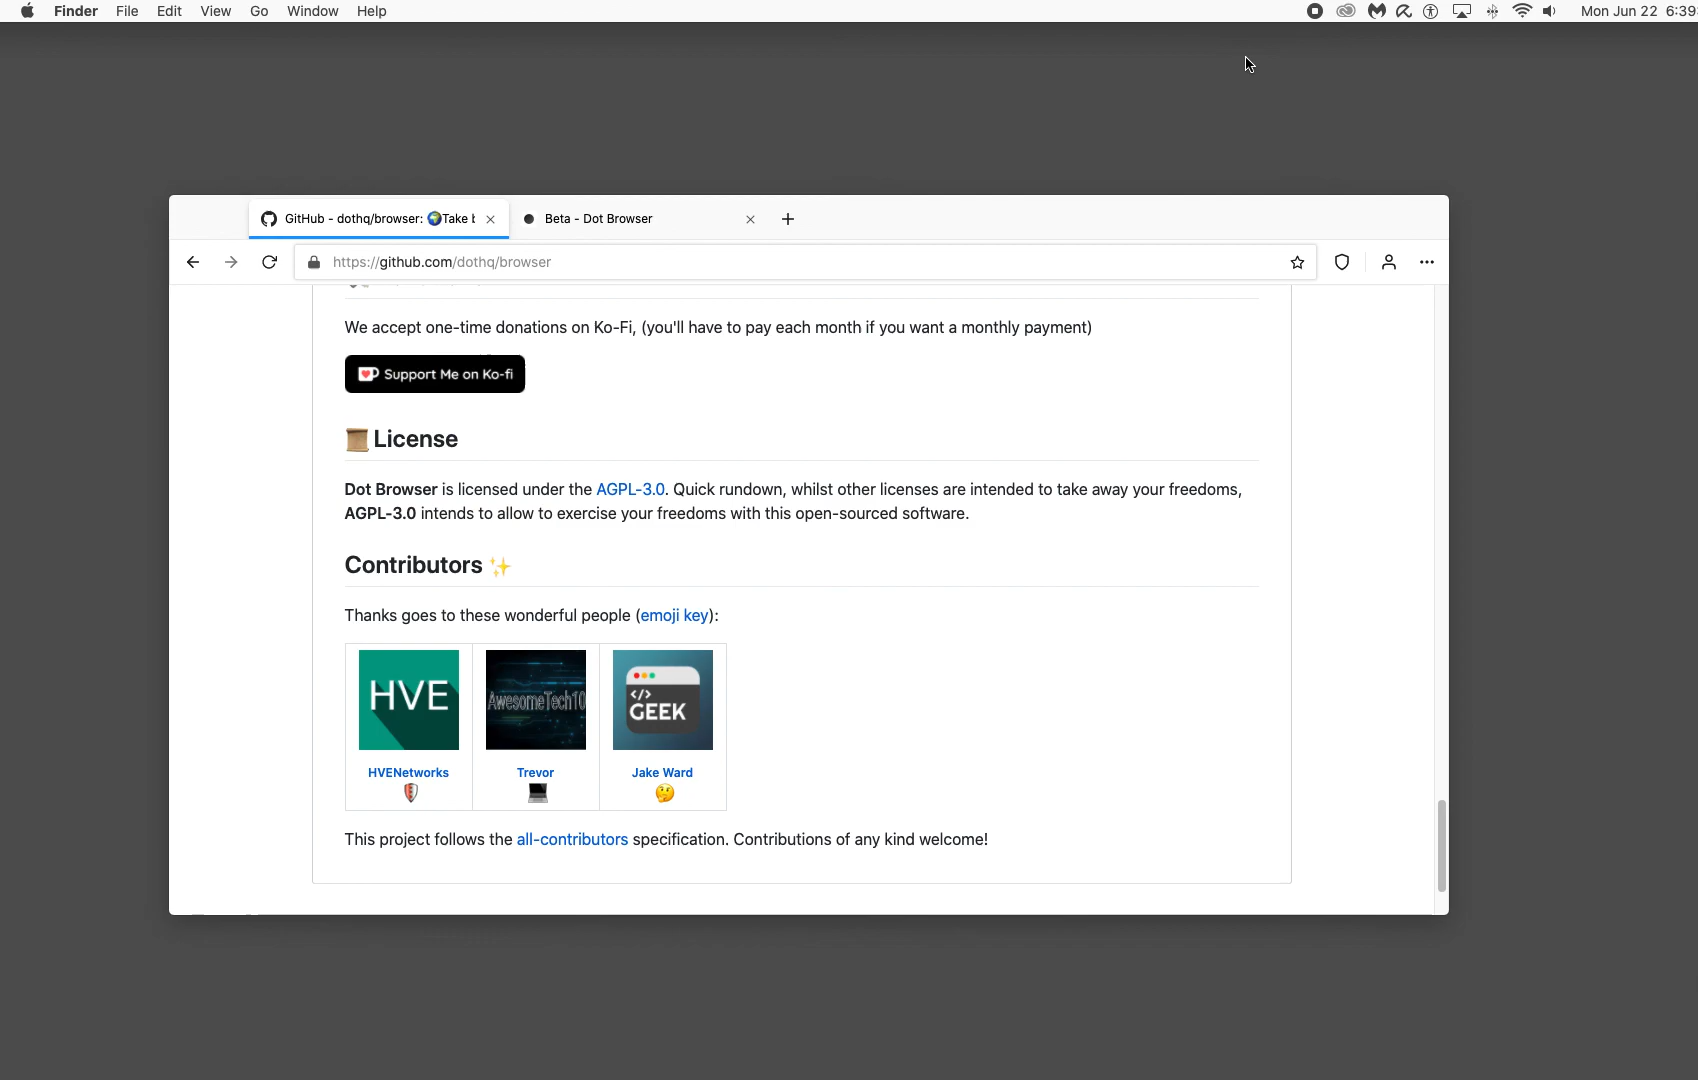 Finder File Edit View Go Window Help Mon Jun 22 6:39
GitHub - dothq/browser: 🌍Take b Beta - Dot Browser
https://github.com/dothq/browser
We accept one-time donations on Ko-Fi, (you'll have to pay each month if you want a monthly payment)
Support Me on Ko-fi
📜License
Dot Browser is licensed under the AGPL-3.0. Quick rundown, whilst other licenses are intended to take away your freedoms,
AGPL-3.0 intends to allow to exercise your freedoms with this open-sourced software.
Contributors ✨
Thanks goes to these wonderful people (emoji key):
HVE AwesomeTech10 </>
GEEK
HVENetworks Trevor Jake Ward
This project follows the all-contributors specification. Contributions of any kind welcome!